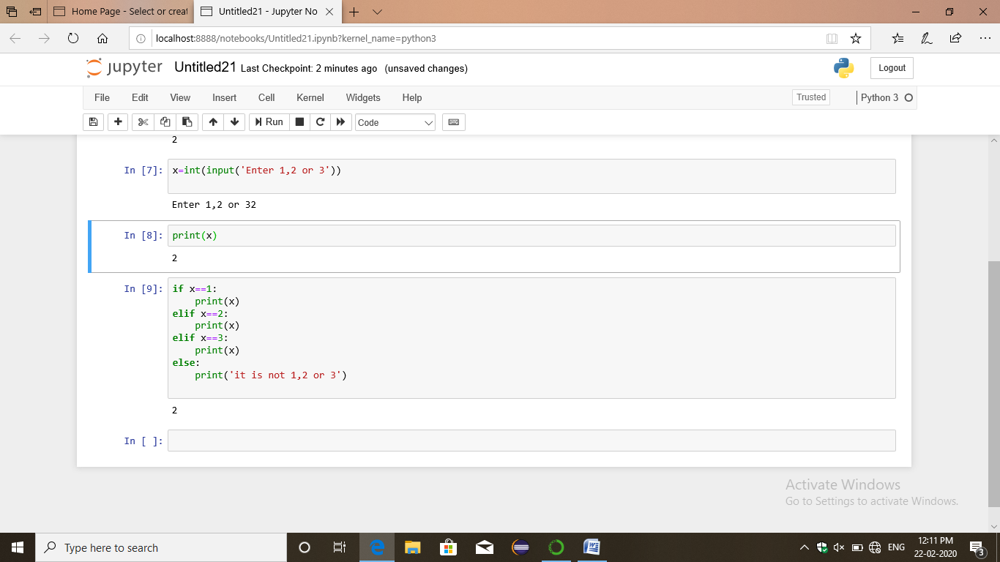 Home Page - Select or creat
Untitled21 - Jupyter No
localhost:8888/notebooks/Untitled21.ipynb?kernel_name=python3
jupyter Untitled21 Last Checkpoint: 2 minutes ago (unsaved changes)
Logout
File Edit View Insert Cell Kernel Widgets Help
Trusted
Python 3
Run
Code
2
In [7]: x=int(input('Enter 1,2 or 3'))
Enter 1,2 or 32
In [8]: print(x)
2
In [9]: if x==1:
print(x)
elif x==2:
print(x)
elif x==3:
print(x)
else:
print('it is not 1,2 or 3')
2
In [ ]:
Activate Windows
Go to Settings to activate Windows.
Type here to search
ENG
12:11 PM
22-02-2020
3